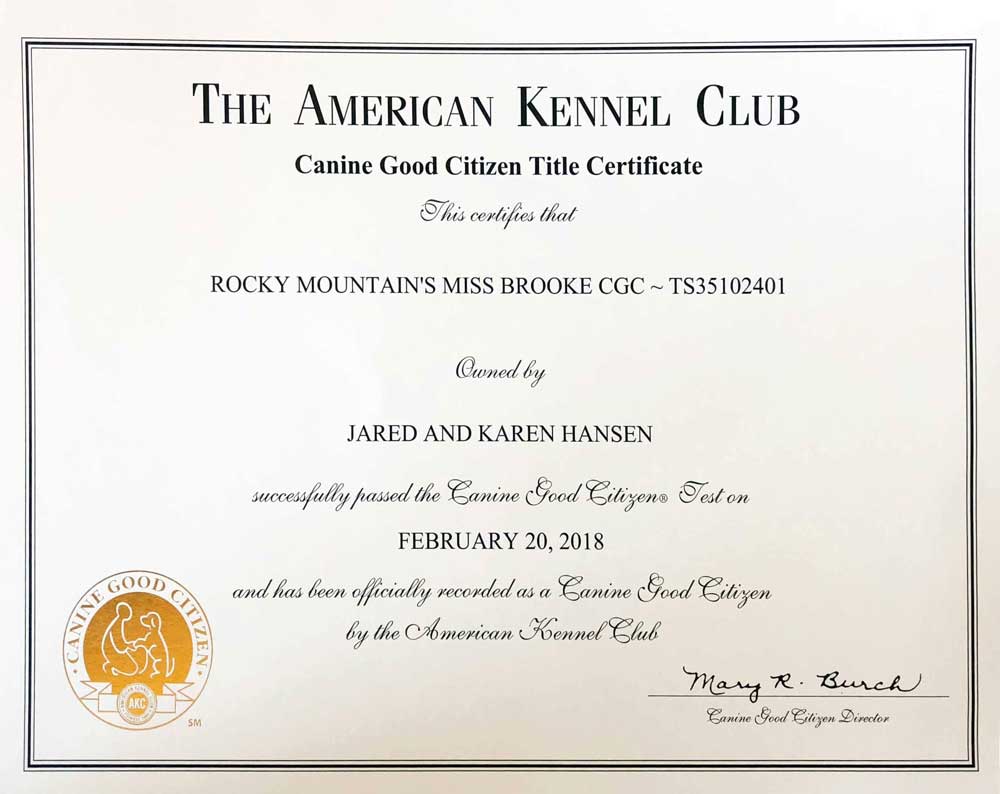 THE AMERICAN KENNEL CLUB
Canine Good Citizen Title Certificate
This certifies that
ROCKY MOUNTAIN'S MISS BROOKE CGC ~ TS35102401
Owned by
JARED AND KAREN HANSEN
successfully passed the Canine Good Citizen® Test on
FEBRUARY 20, 2018
and has been officially recorded as a Canine Good Citizen
by the American Kennel Club
CANINE GOOD CITIZEN
AKC
SM
Mary R. Burch
Canine Good Citizen Director